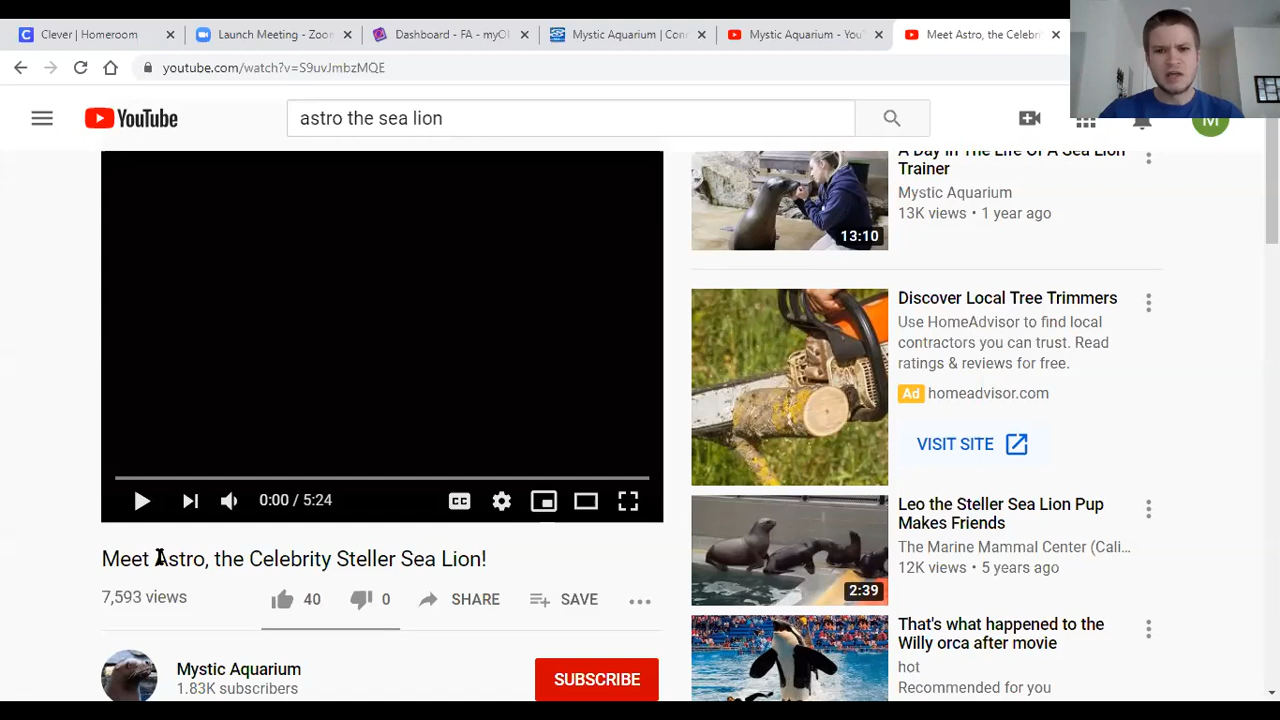 Clever | Homeroom
Launch Meeting - Zoom
Dashboard - FA - myO
Mystic Aquarium | Con
Mystic Aquarium - You
Meet Astro, the Celebr
youtube.com/watch?v=S9uvJmbzMQE
YouTube
astro the sea lion
M
A Day In The Life Of A Sea Lion
Trainer
Mystic Aquarium
13K views • 1 year ago
13:10
Discover Local Tree Trimmers
Use HomeAdvisor to find local
contractors you can trust. Read
ratings & reviews for free.
Ad homeadvisor.com
VISIT SITE
0:00 / 5:24
CC
Leo the Steller Sea Lion Pup
Makes Friends
The Marine Mammal Center (Cali...
12K views • 5 years ago
2:39
Meet Astro, the Celebrity Steller Sea Lion!
7,593 views
40
0
SHARE
SAVE
That's what happened to the
Willy orca after movie
hot
Recommended for you
Mystic Aquarium
1.83K subscribers
SUBSCRIBE